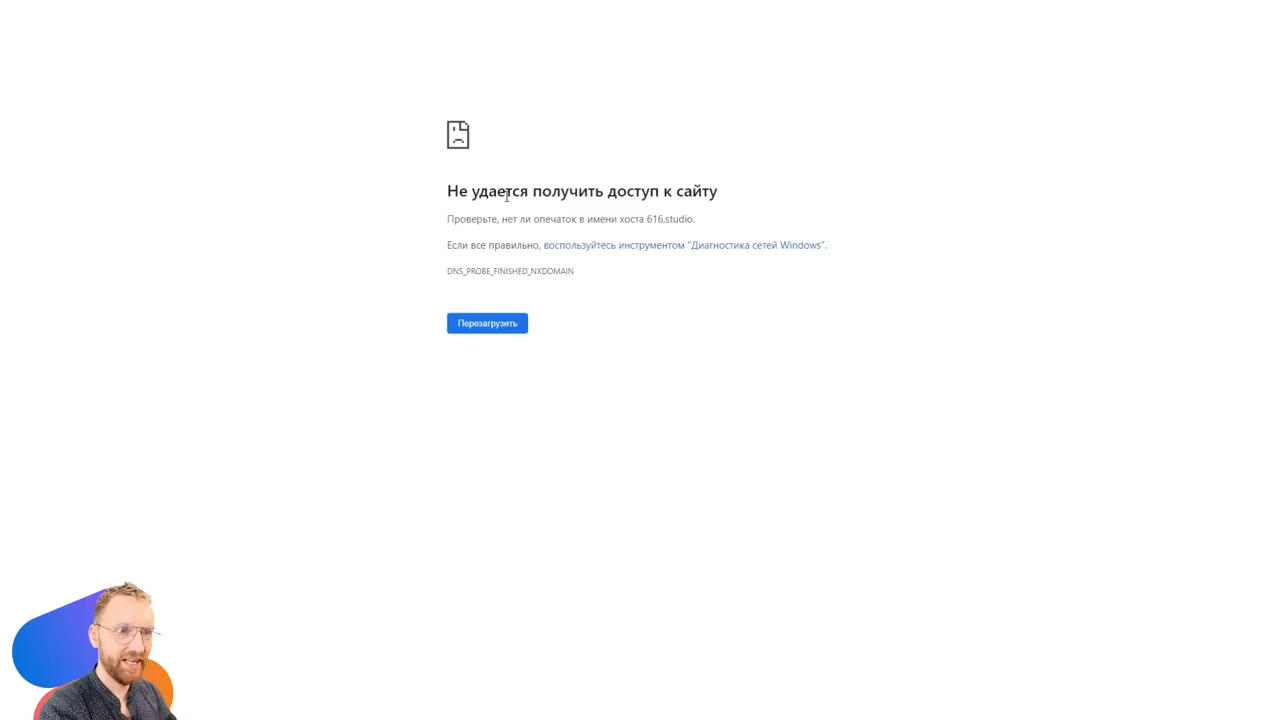 Не удается получить доступ к сайту
Проверьте, нет ли опечаток в имени хоста 616.studio.
Если все правильно, воспользуйтесь инструментом "Диагностика сетей Windows".
DNS_PROBE_FINISHED_NXDOMAIN
Перезагрузить